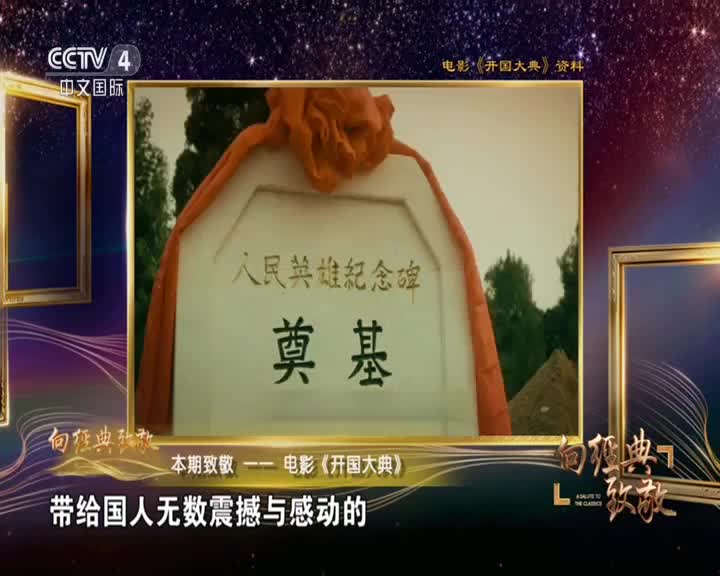 CCTV 4
中文国际
电影《开国大典》资料
人民英雄紀念碑
奠基
向经典致敬
本期致敬 —— 电影《开国大典》
向经典致敬
A SALUTE TO
THE CLASSICS
带给国人无数震撼与感动的